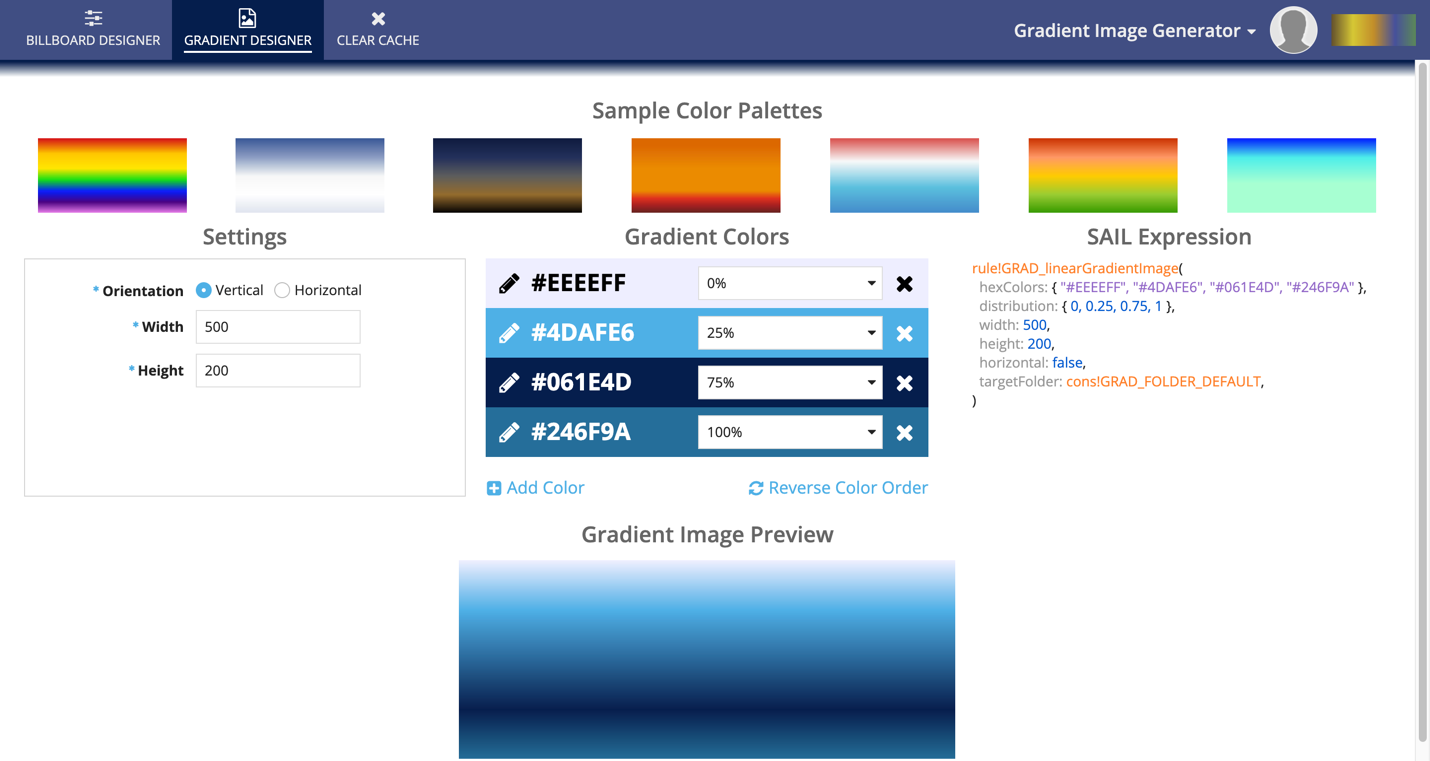 BILLBOARD DESIGNER
GRADIENT DESIGNER
CLEAR CACHE
Gradient Image Generator
Sample Color Palettes
Settings
* Orientation
Vertical
Horizontal
* Width
500
* Height
200
Gradient Colors
#EEEEFF
0%
#4DAFE6
25%
#061E4D
75%
#246F9A
100%
Add Color
Reverse Color Order
SAIL Expression
rule!GRAD_linearGradientImage(
hexColors: { "#EEEEFF", "#4DAFE6", "#061E4D", "#246F9A" },
distribution: { 0, 0.25, 0.75, 1 },
width: 500,
height: 200,
horizontal: false,
targetFolder: cons!GRAD_FOLDER_DEFAULT,
)
Gradient Image Preview